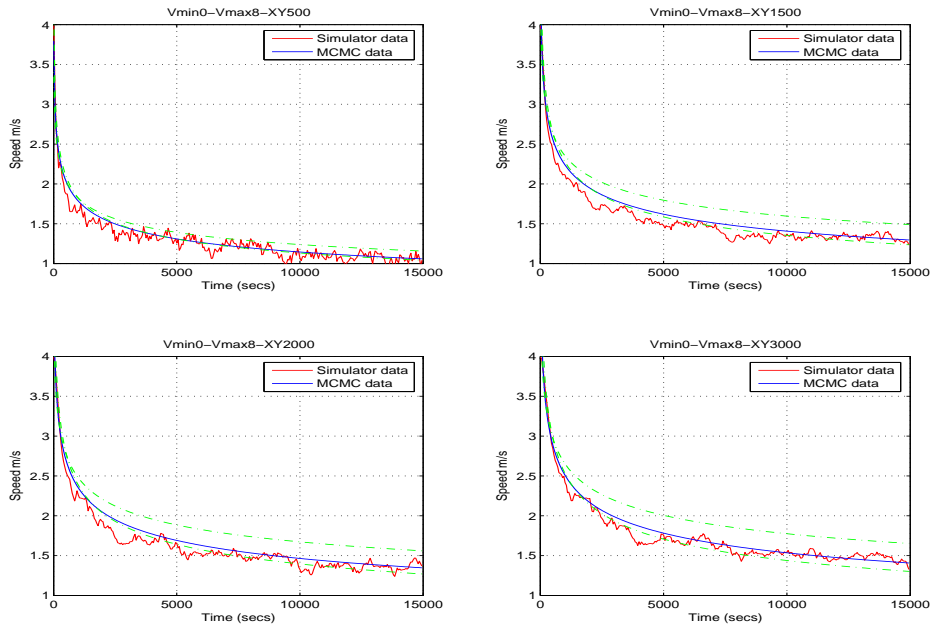 Vmin0−Vmax8−XY500
Speed m/s
4
3.5
3
2.5
2
1.5
1
0
5000
10000
15000
Time (secs)
Simulator data
MCMC data
Vmin0−Vmax8−XY1500
Speed m/s
4
3.5
3
2.5
2
1.5
1
0
5000
10000
15000
Time (secs)
Simulator data
MCMC data
Vmin0−Vmax8−XY2000
Speed m/s
4
3.5
3
2.5
2
1.5
1
0
5000
10000
15000
Time (secs)
Simulator data
MCMC data
Vmin0−Vmax8−XY3000
Speed m/s
4
3.5
3
2.5
2
1.5
1
0
5000
10000
15000
Time (secs)
Simulator data
MCMC data